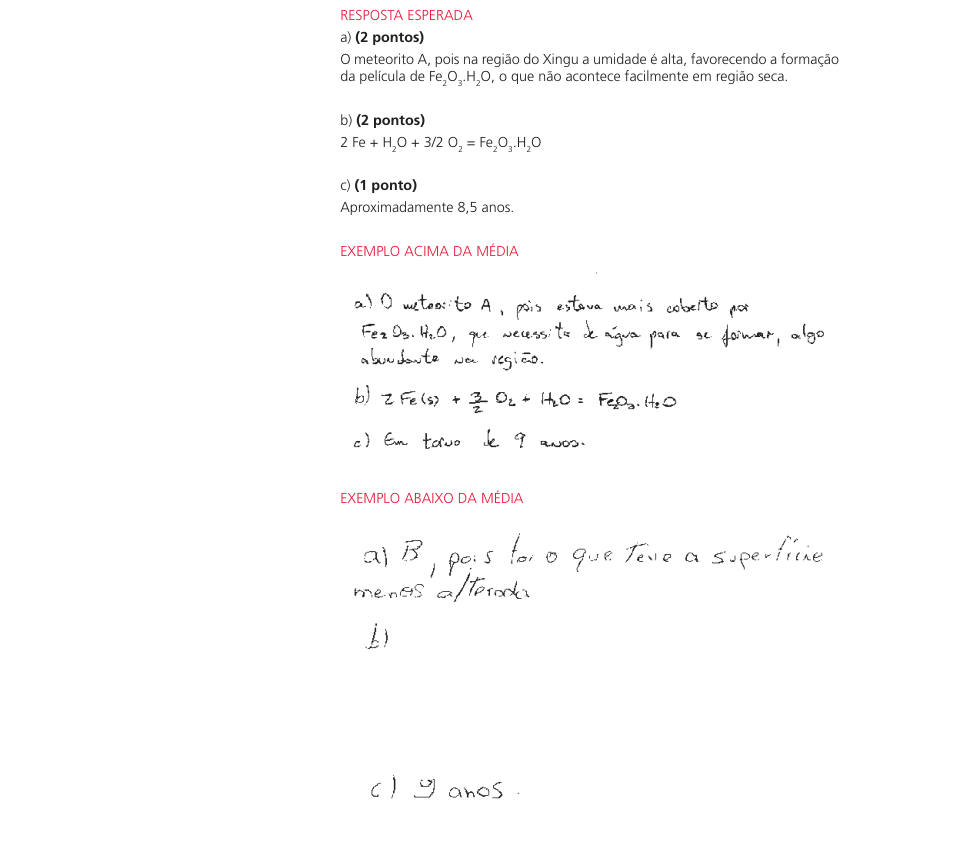 RESPOSTA ESPERADA
a) (2 pontos)
O meteorito A, pois na região do Xingu a umidade é alta, favorecendo a formação
da película de Fe₂O₃.H₂O, o que não acontece facilmente em região seca.
b) (2 pontos)
2 Fe + H₂O + 3/2 O₂ = Fe₂O₃.H₂O
c) (1 ponto)
Aproximadamente 8,5 anos.
EXEMPLO ACIMA DA MÉDIA
a) O meteorito A, pois estava mais coberto por
Fe₂O₃.H₂O, que necessita de água para se formar, algo
abundante na região.
b) 2 Fe(s) + 3/2 O₂ + H₂O = Fe₂O₃.H₂O
c) Em torno de 9 anos.
EXEMPLO ABAIXO DA MÉDIA
a) B, pois foi o que teve a superfície
menos alterada
b)
c) 9 anos.